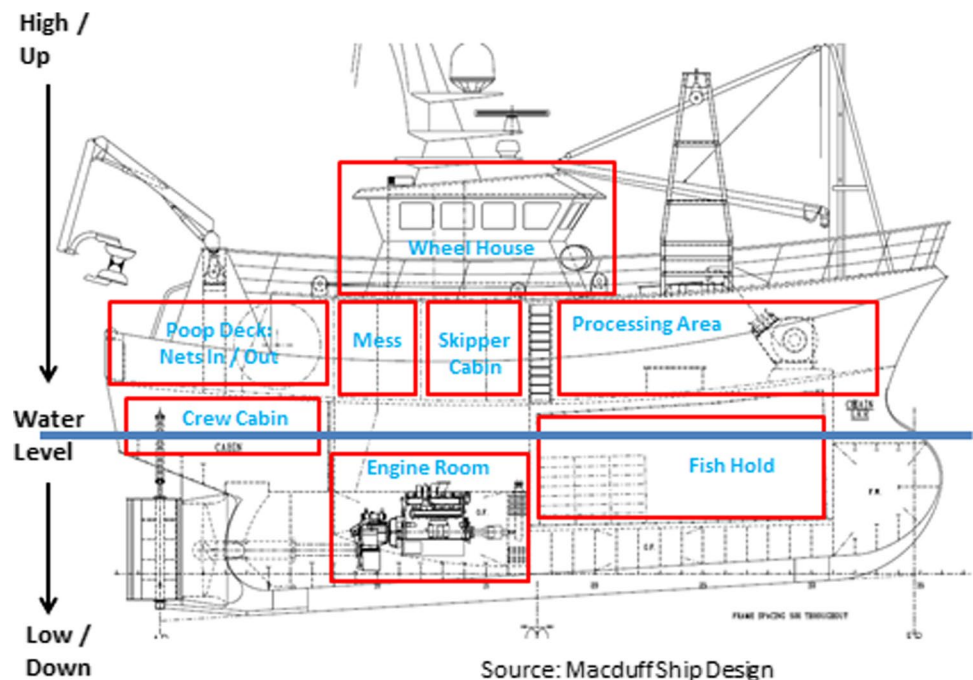 High /
Up
Wheel House
Poop Deck:
Nets In / Out
Mess
Skipper
Cabin
Processing Area
Water
Level
Crew Cabin
CABIN
Engine Room
Fish Hold
CHAIN
O.F.
F.P.
O.F.
FRAME SPACING 500 THROUGHOUT
Low /
Down
Source: Macduff Ship Design